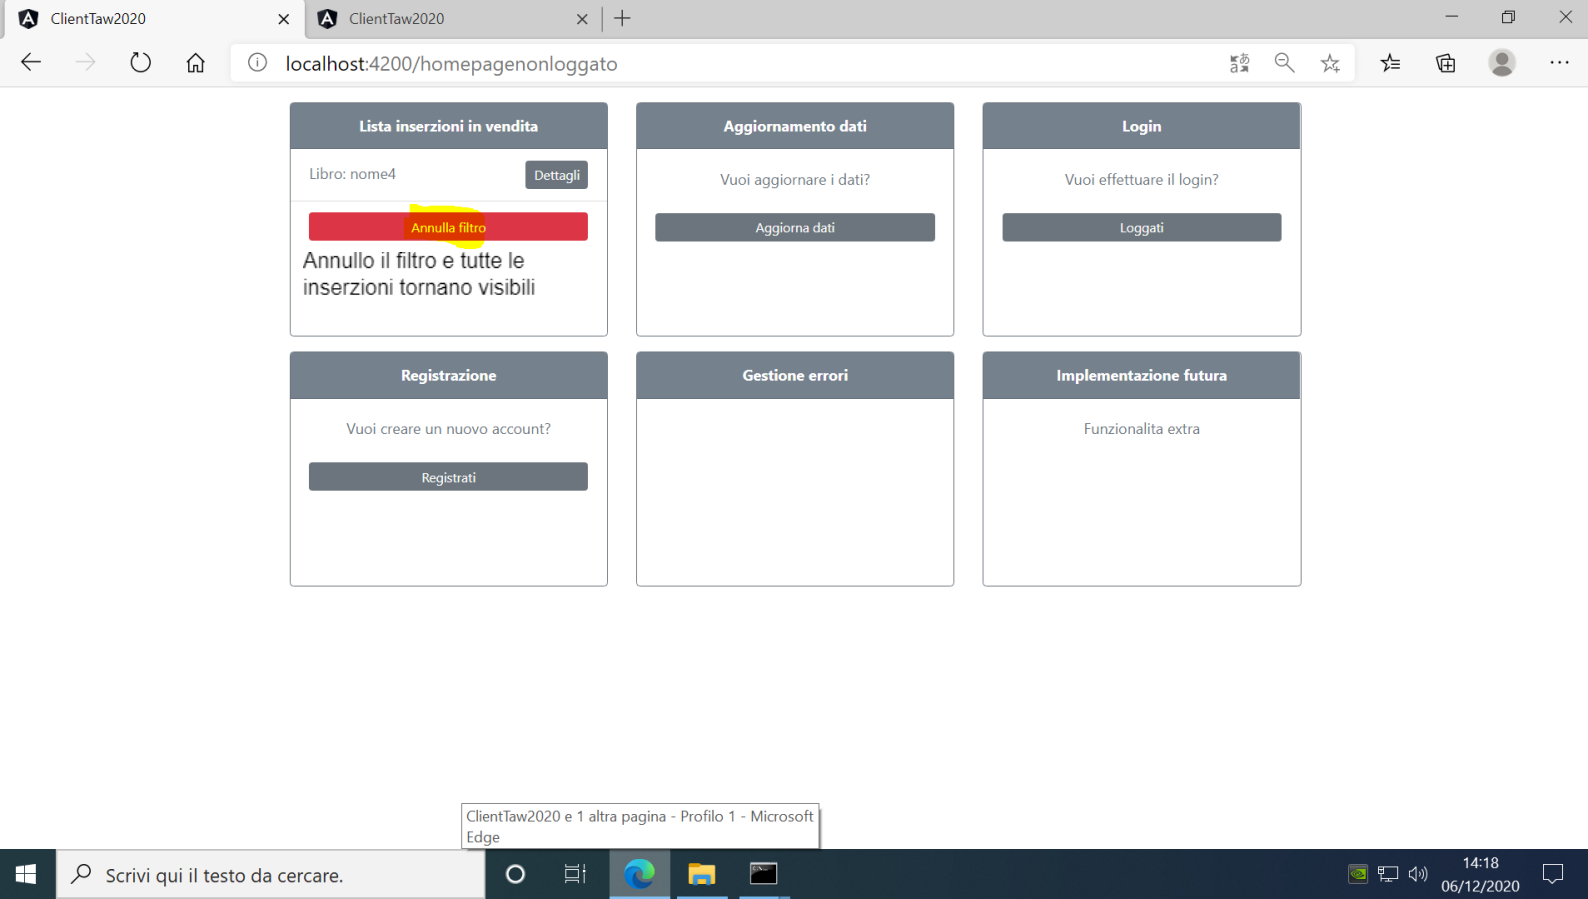 ClientTaw2020
ClientTaw2020
localhost:4200/homepagenonloggato
Lista inserzioni in vendita
Libro: nome4
Dettagli
Annulla filtro
Annullo il filtro e tutte le
inserzioni tornano visibili
Aggiornamento dati
Vuoi aggiornare i dati?
Aggiorna dati
Login
Vuoi effettuare il login?
Loggati
Registrazione
Vuoi creare un nuovo account?
Registrati
Gestione errori
Implementazione futura
Funzionalita extra
ClientTaw2020 e 1 altra pagina - Profilo 1 - Microsoft
Edge
Scrivi qui il testo da cercare.
14:18
06/12/2020